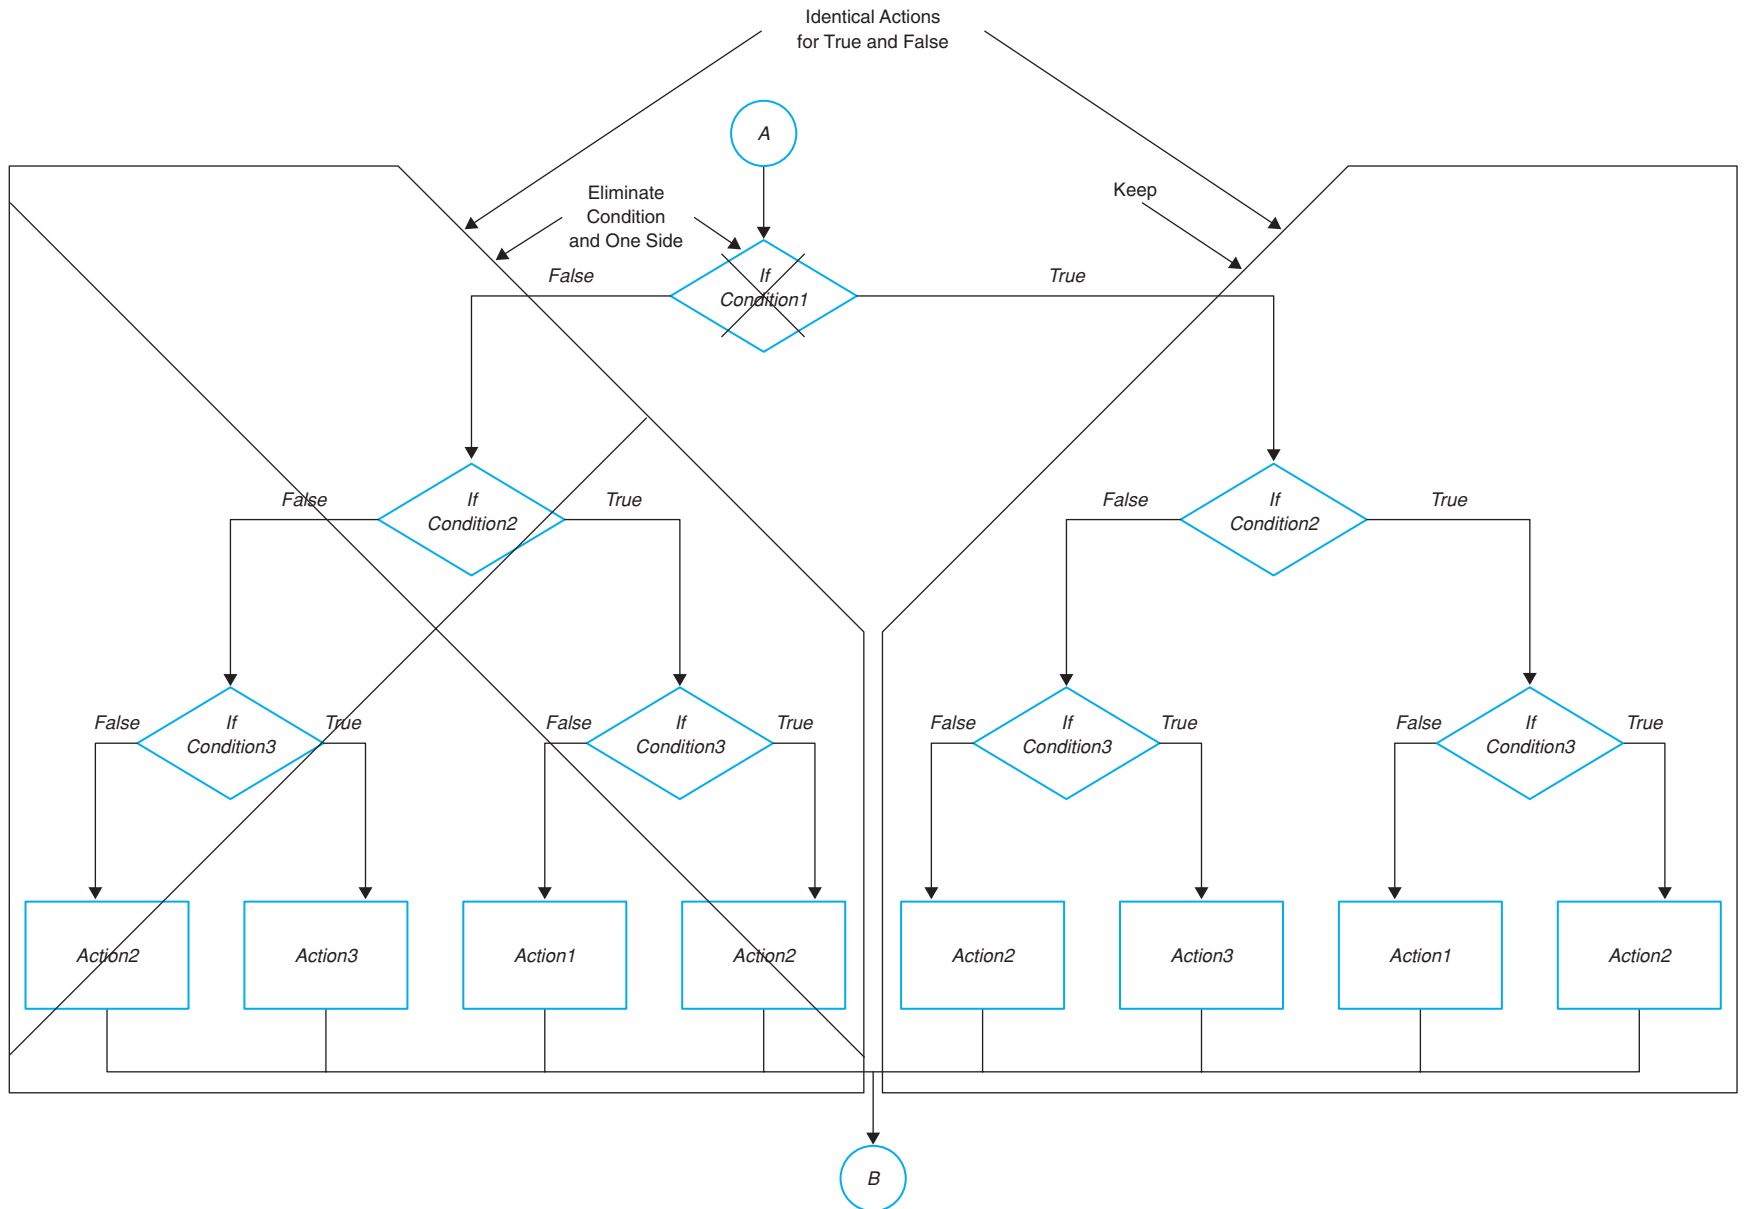 Identical Actions
for True and False
A
Eliminate
Condition
and One Side
Keep
False
If
Condition1
True
False
If
Condition2
True
False
If
Condition2
True
False
If
Condition3
True
False
If
Condition3
True
False
If
Condition3
True
False
If
Condition3
True
Action2
Action3
Action1
Action2
Action2
Action3
Action1
Action2
B